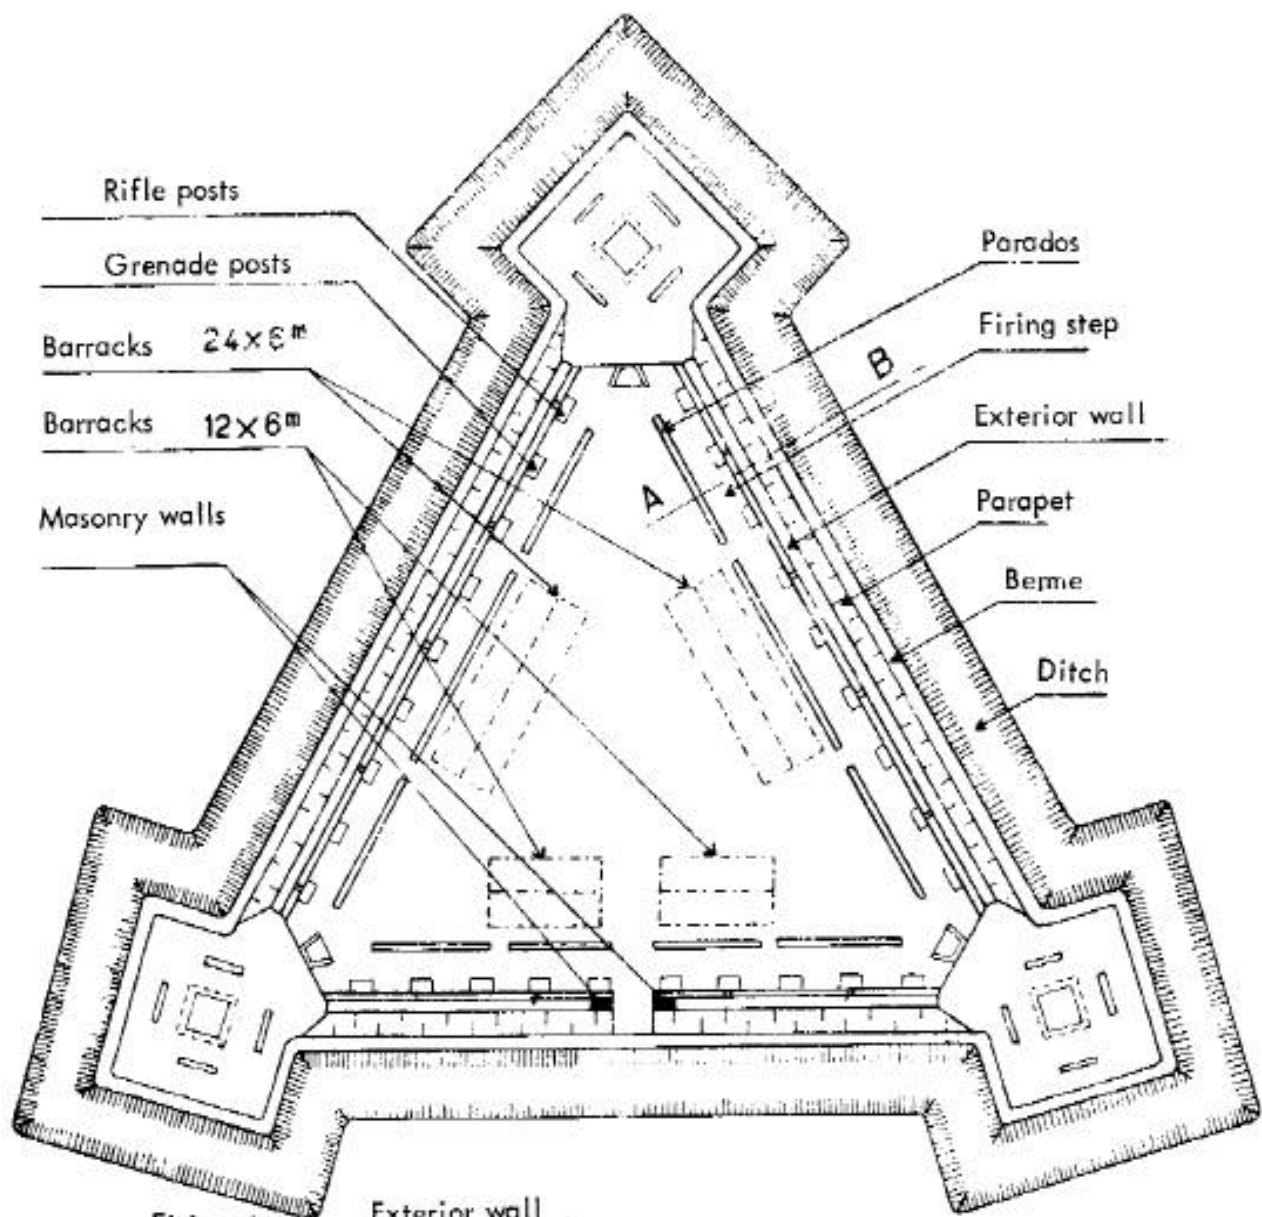 Rifle posts
Grenade posts
Barracks 24×6ᵐ
Barracks 12×6ᵐ
Masonry walls
Parados
Firing step
B
Exterior wall
A
Parapet
Berme
Ditch
Exterior wall